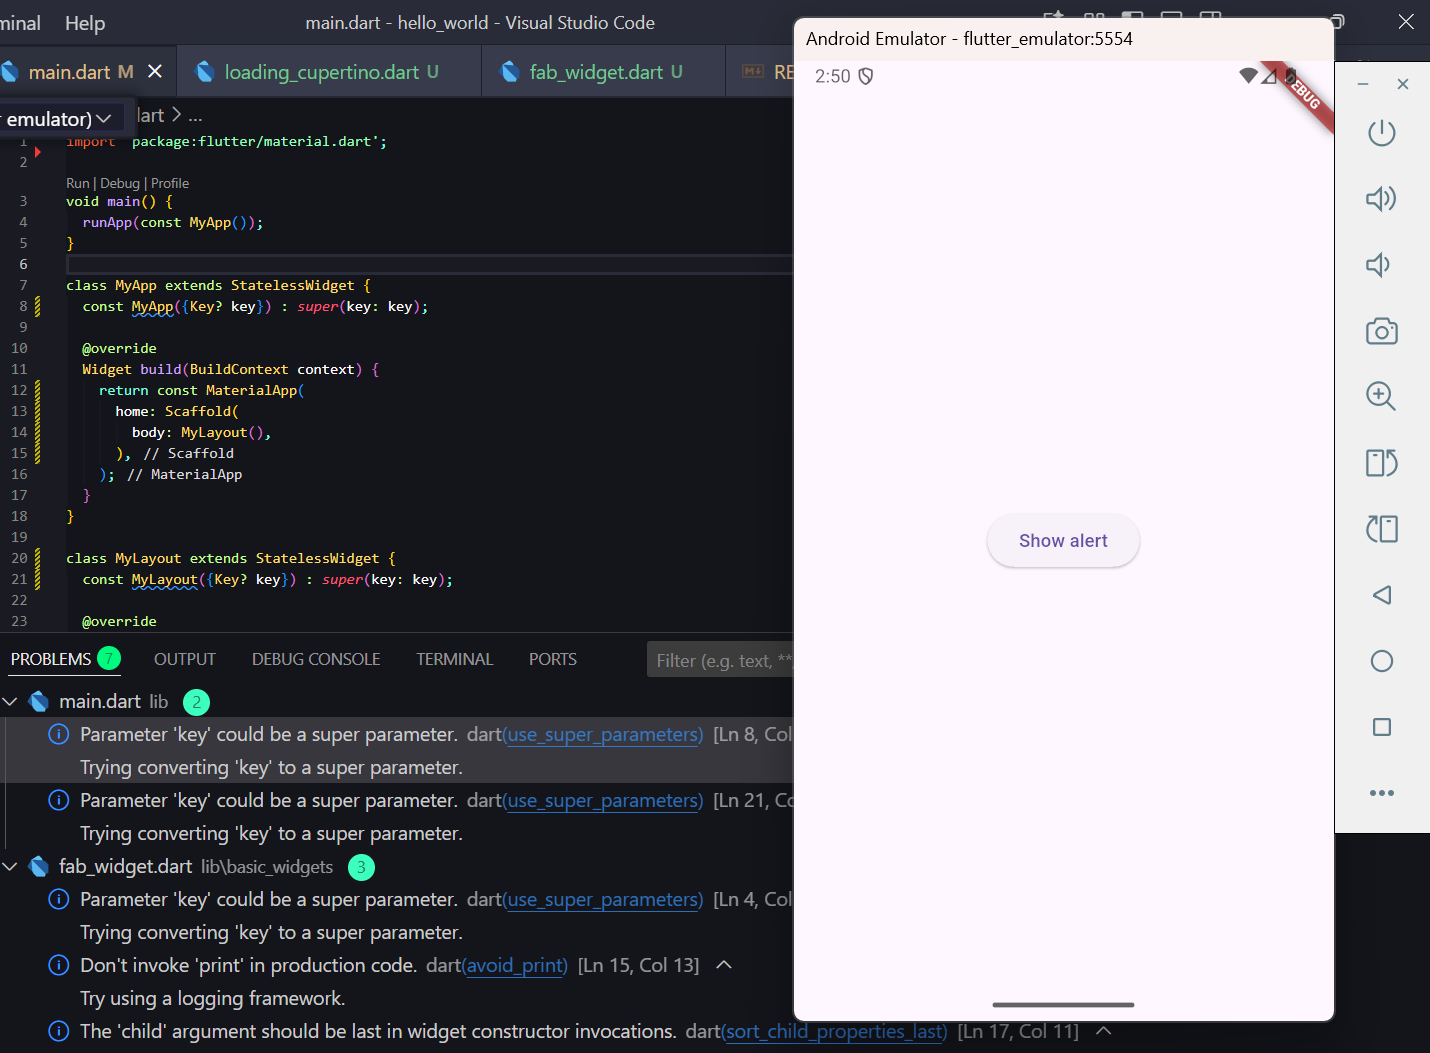 minal Help main.dart - hello_world - Visual Studio Code
main.dart M loading_cupertino.dart U fab_widget.dart U RE
emulator) lart > ...
1 import 'package:flutter/material.dart';
2
Run | Debug | Profile
3 void main() {
4 runApp(const MyApp());
5 }
6
7 class MyApp extends StatelessWidget {
8 const MyApp({Key? key}) : super(key: key);
9
10 @override
11 Widget build(BuildContext context) {
12 return const MaterialApp(
13 home: Scaffold(
14 body: MyLayout(),
15 ), // Scaffold
16 ); // MaterialApp
17 }
18 }
19
20 class MyLayout extends StatelessWidget {
21 const MyLayout({Key? key}) : super(key: key);
22
23 @override
PROBLEMS 7 OUTPUT DEBUG CONSOLE TERMINAL PORTS Filter (e.g. text, **
main.dart lib 2
Parameter 'key' could be a super parameter. dart(use_super_parameters) [Ln 8, Col
Trying converting 'key' to a super parameter.
Parameter 'key' could be a super parameter. dart(use_super_parameters) [Ln 21, Co
Trying converting 'key' to a super parameter.
fab_widget.dart lib\basic_widgets 3
Parameter 'key' could be a super parameter. dart(use_super_parameters) [Ln 4, Col
Trying converting 'key' to a super parameter.
Don't invoke 'print' in production code. dart(avoid_print) [Ln 15, Col 13]
Try using a logging framework.
The 'child' argument should be last in widget constructor invocations. dart(sort_child_properties_last) [Ln 17, Col 11]
Android Emulator - flutter_emulator:5554
2:50
DEBUG
Show alert